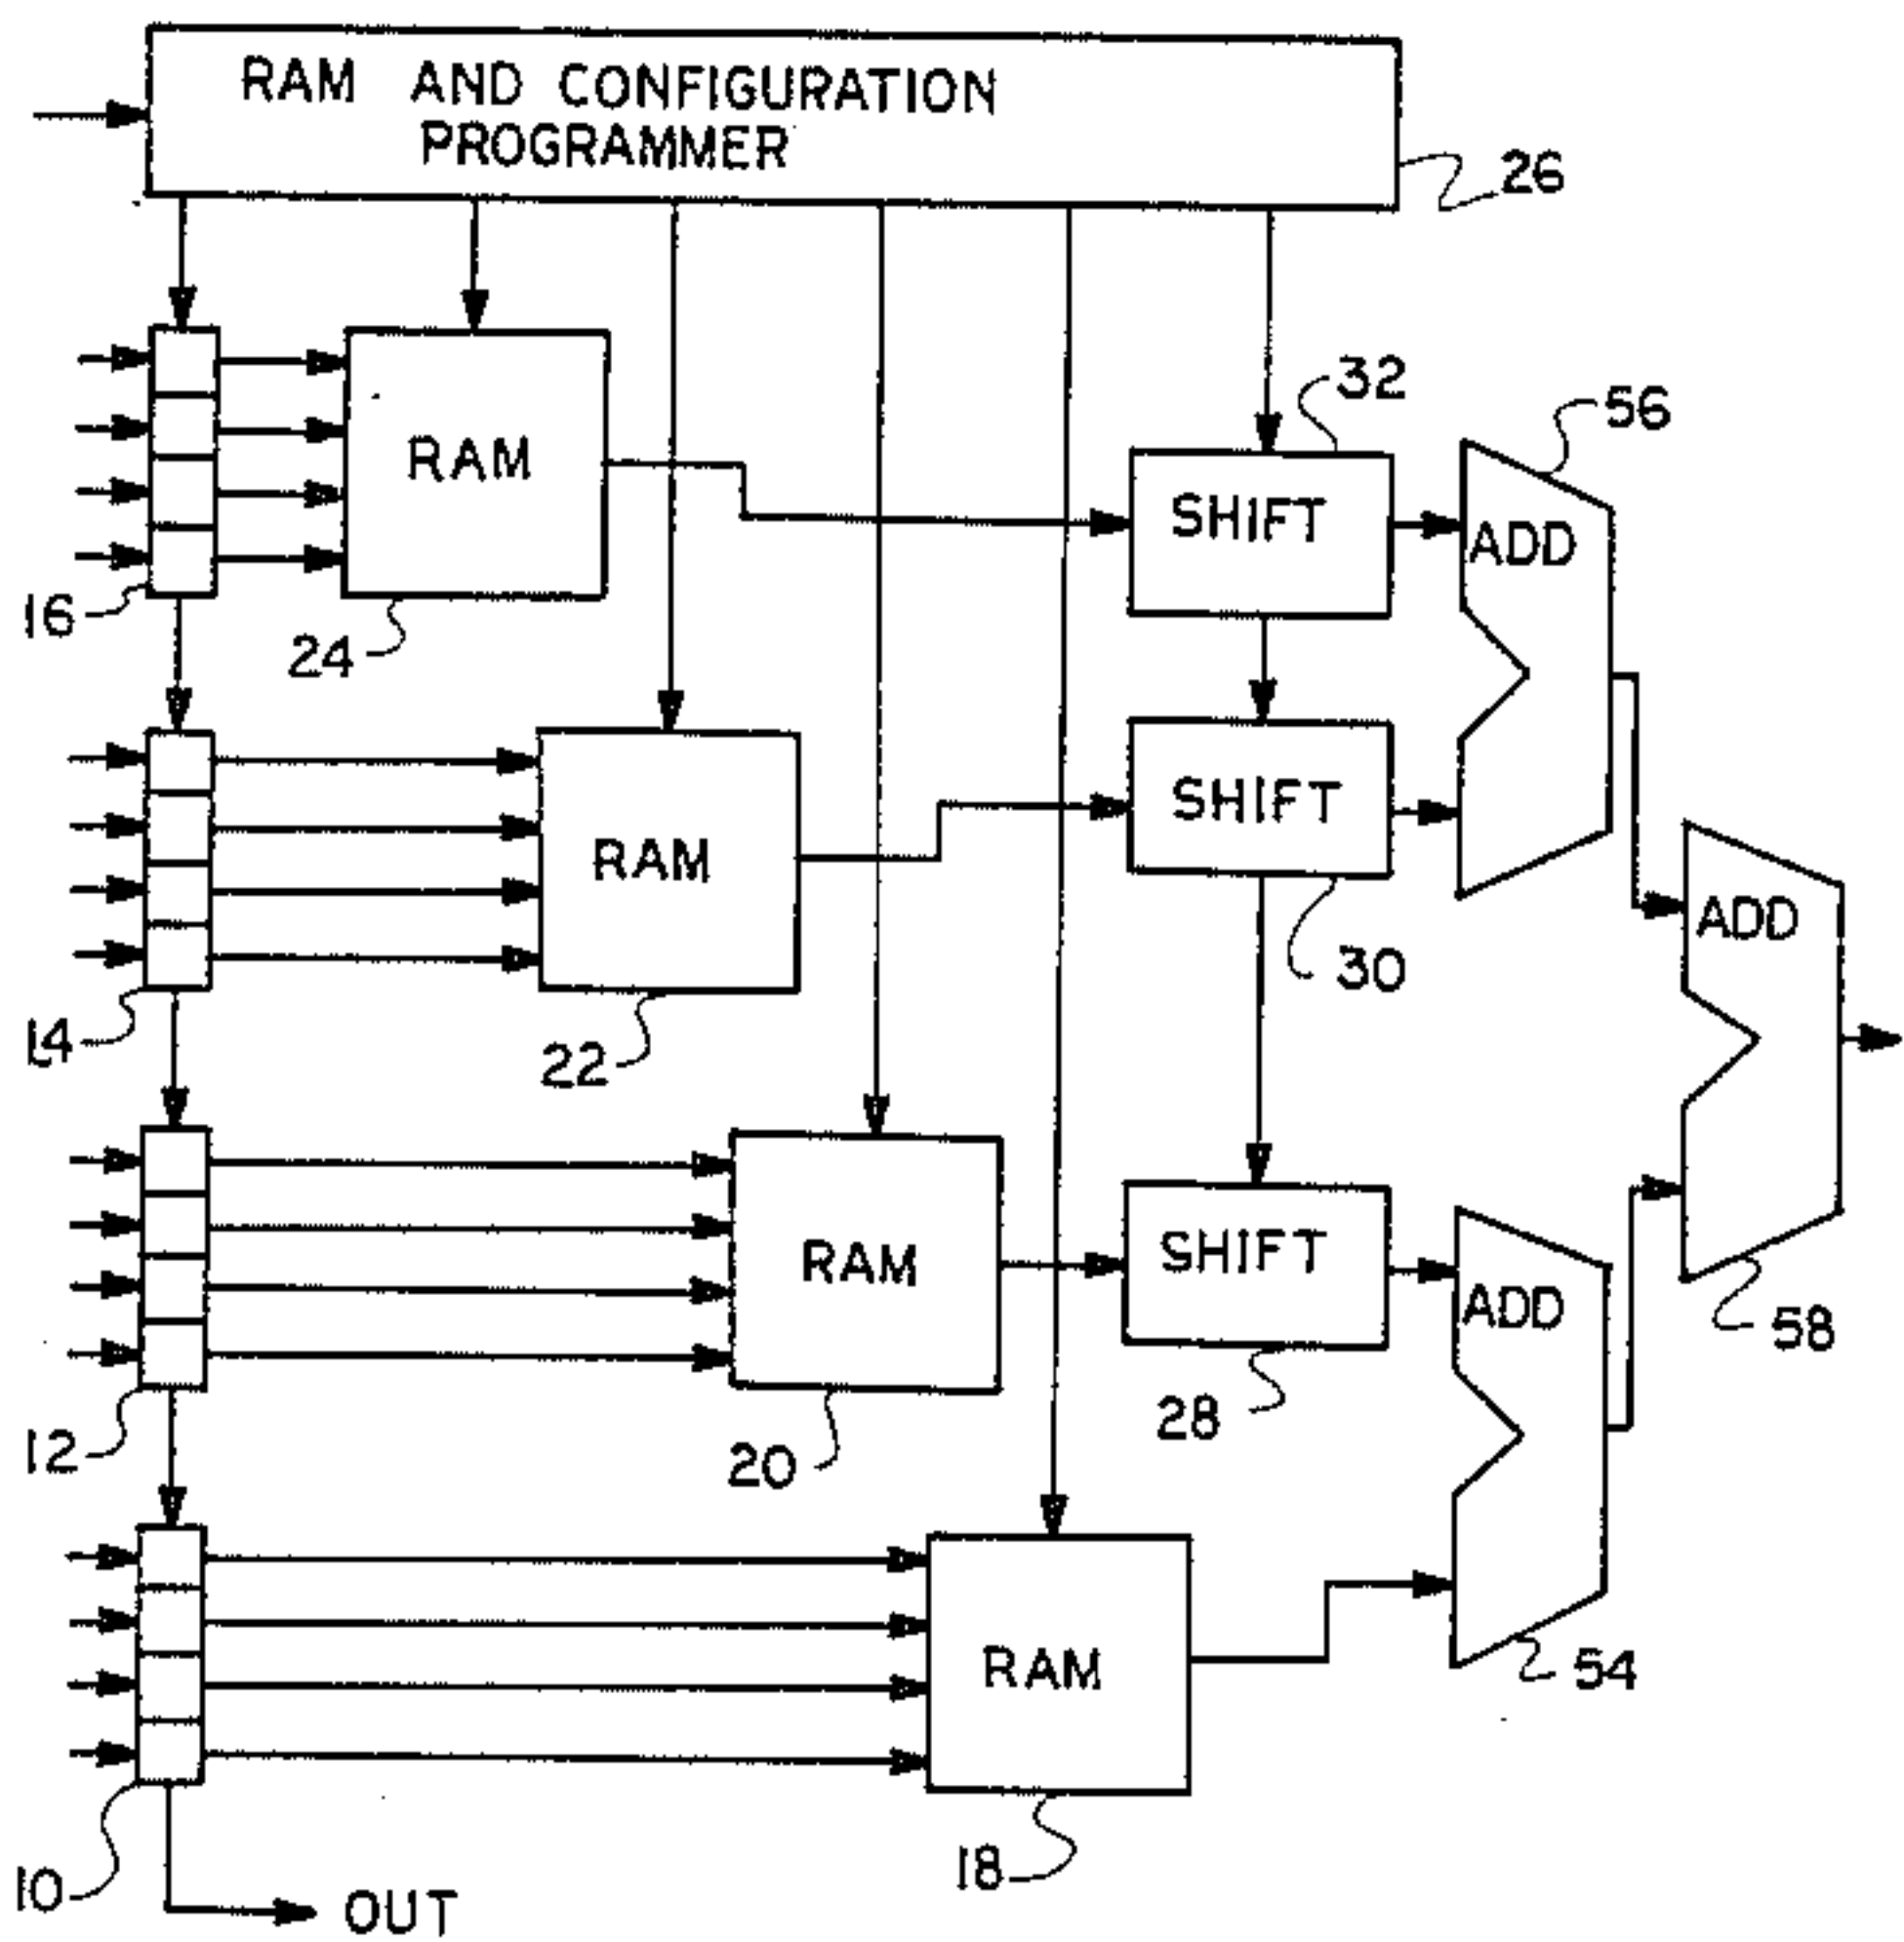 RAM AND CONFIGURATION
PROGRAMMER
26
32
56
RAM
SHIFT
ADD
16
24
SHIFT
RAM
ADD
30
14
22
RAM
SHIFT
ADD
58
28
12
20
RAM
54
18
10
OUT